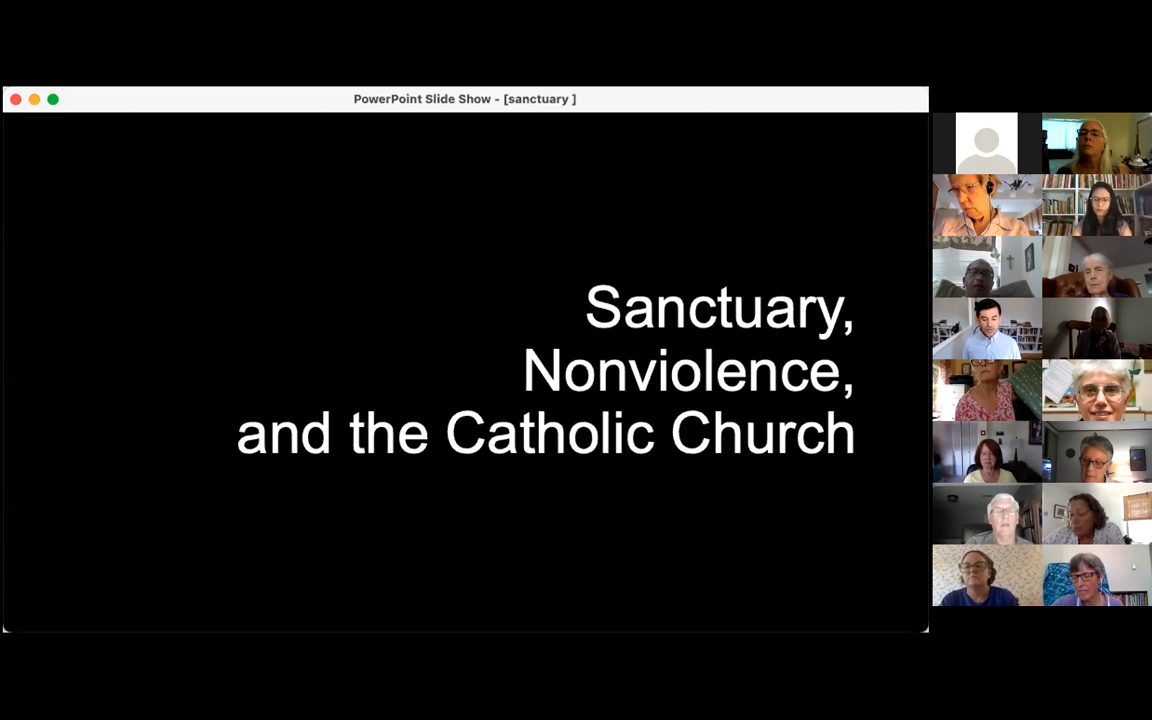 PowerPoint Slide Show - [sanctuary ]
Sanctuary,
Nonviolence,
and the Catholic Church